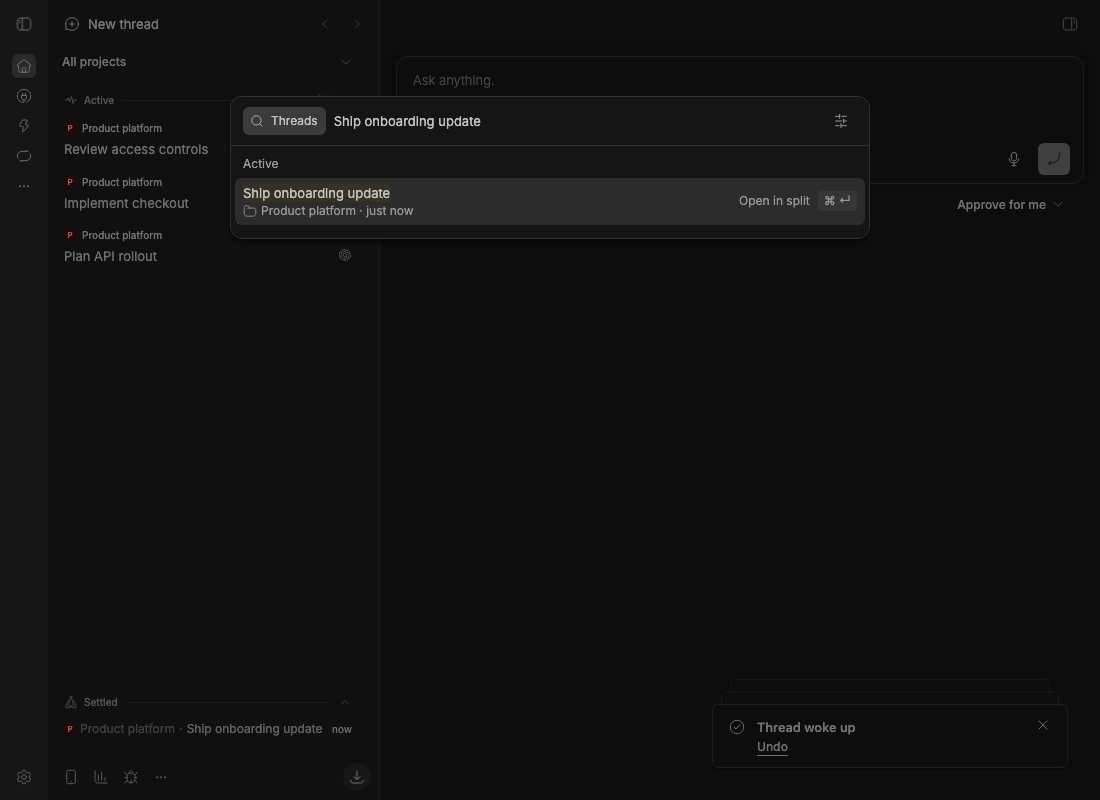 New thread
All projects
Ask anything.
Active
Threads Ship onboarding update
P Product platform
Review access controls
Active
Ship onboarding update
Product platform · just now
Open in split ⌘ ↵
P Product platform
Implement checkout
Approve for me
P Product platform
Plan API rollout
Settled
P Product platform · Ship onboarding update now
Thread woke up
Undo